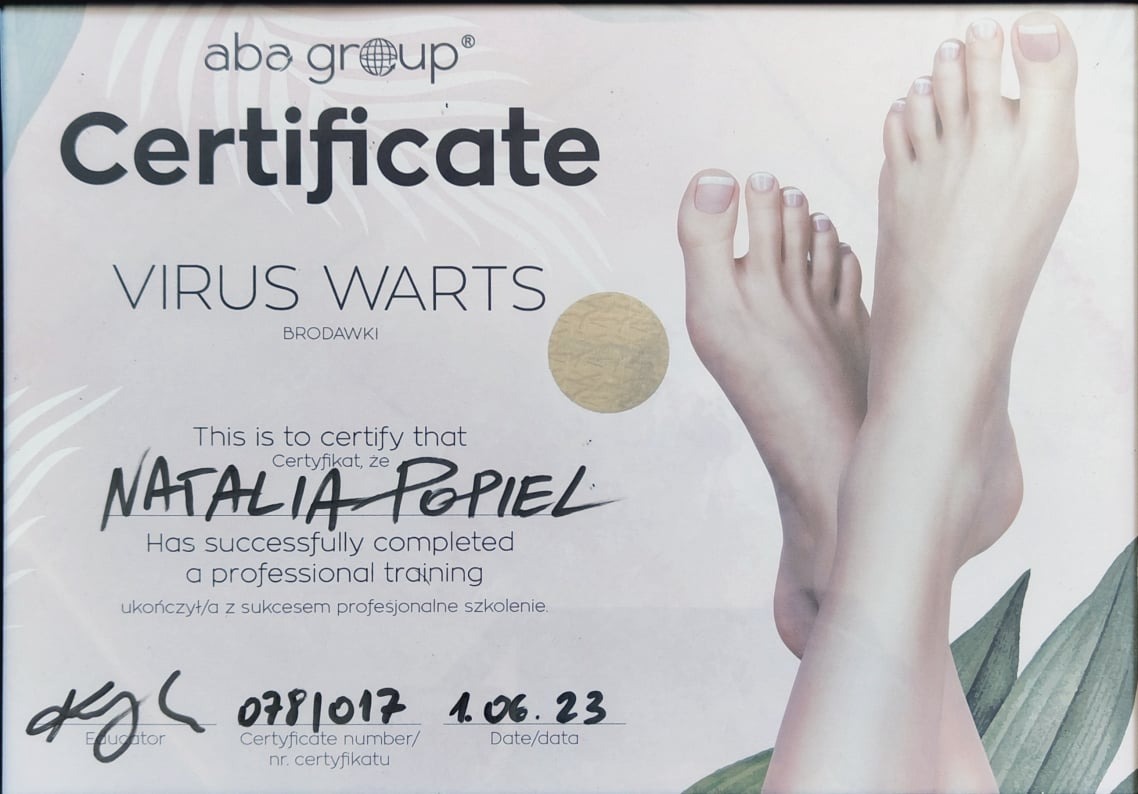 aba group®
Certificate
VIRUS WARTS
BRODAWKI
This is to certify that
Certyfikat, że
NATALIA POPIEL
Has successfully completed
a professional training
ukończył/a z sukcesem profesjonalne szkolenie.
078/017 1.06.23
Educator Certyficate number/ Date/data
nr. certyfikatu